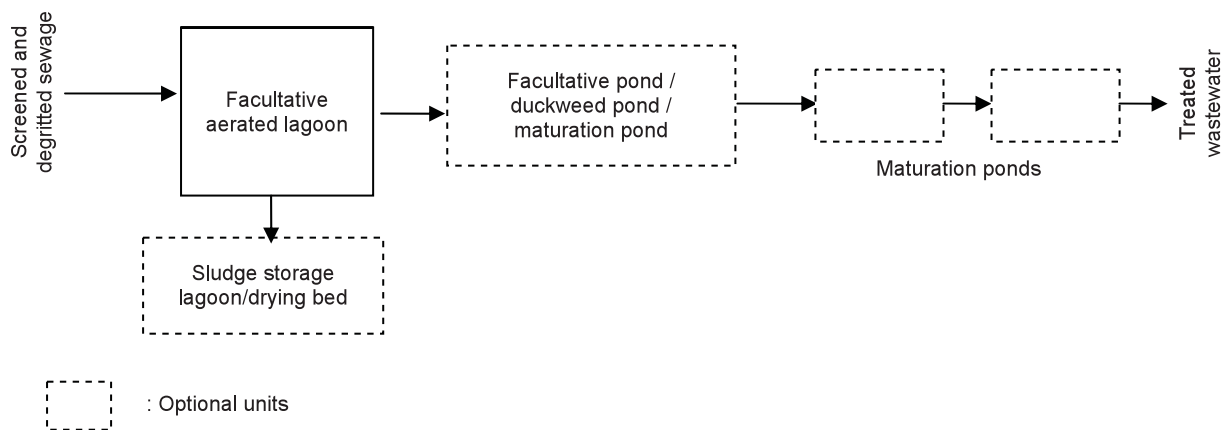 Screened and
degritted sewage
Facultative
aerated lagoon
Facultative pond /
duckweed pond /
maturation pond
Maturation ponds
Treated
wastewater
Sludge storage
lagoon/drying bed
: Optional units